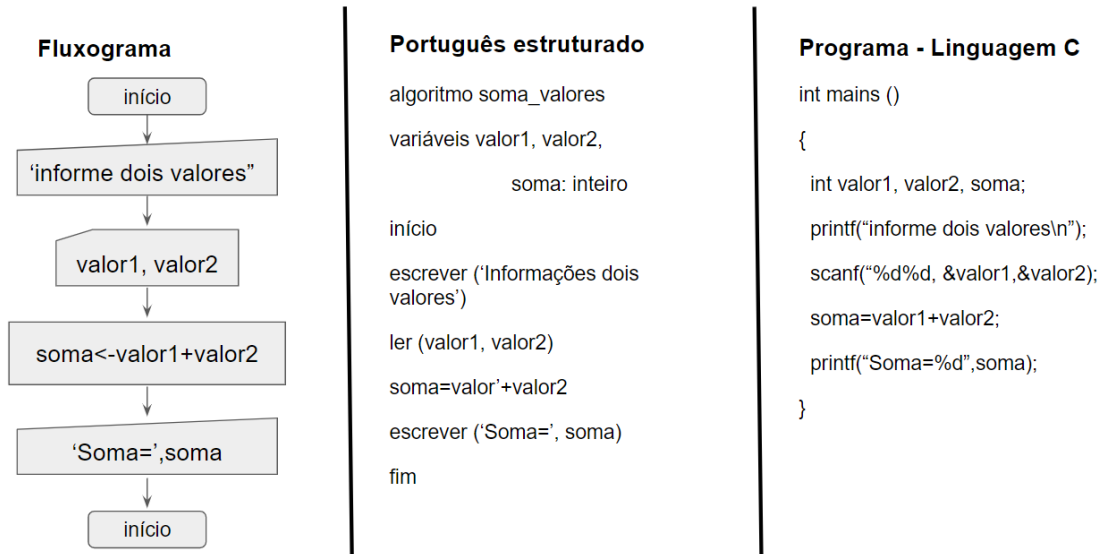 Fluxograma
início
‘informe dois valores”
valor1, valor2
soma<-valor1+valor2
‘Soma=’,soma
início
Português estruturado
algoritmo soma_valores
variáveis valor1, valor2,
soma: inteiro
início
escrever (‘Informações dois
valores’)
ler (valor1, valor2)
soma=valor’+valor2
escrever (‘Soma=’, soma)
fim
Programa - Linguagem C
int mains ()
{
int valor1, valor2, soma;
printf(“informe dois valores\n”);
scanf(“%d%d, &valor1,&valor2);
soma=valor1+valor2;
printf(“Soma=%d”,soma);
}